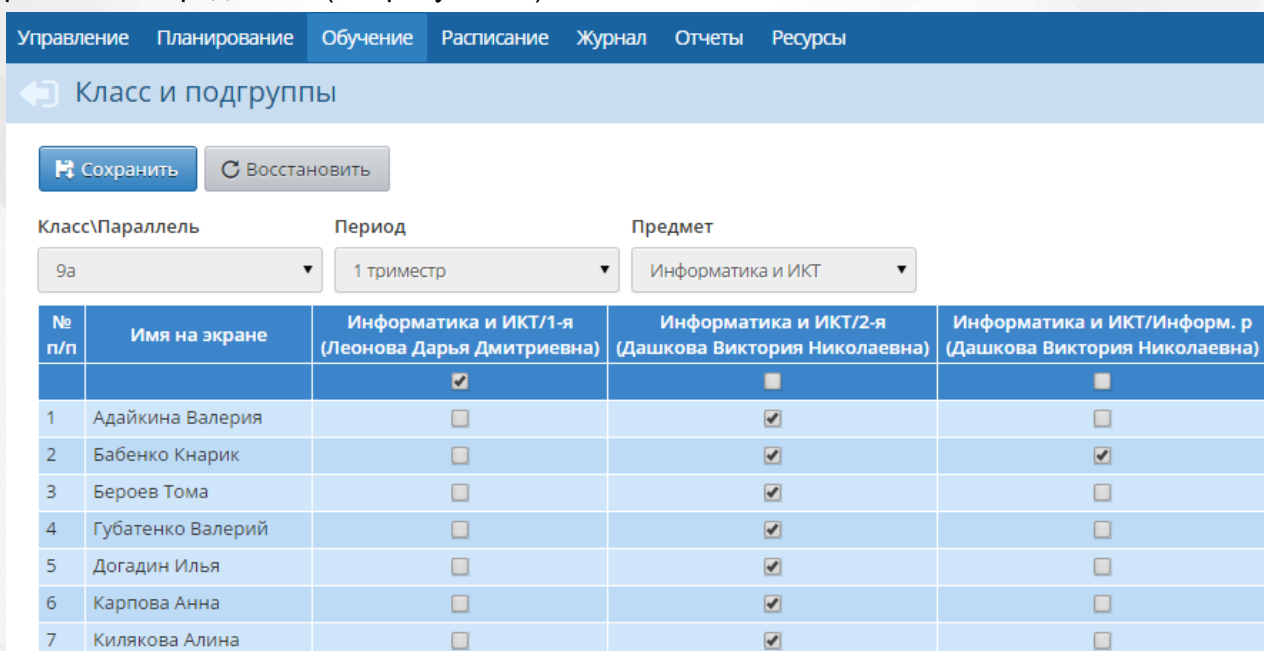 Управление Планирование Обучение Расписание Журнал Отчеты Ресурсы
Класс и подгруппы
Сохранить Восстановить
Класс\Параллель Период Предмет
9а 1 триместр Информатика и ИКТ
№ п/п Имя на экране Информатика и ИКТ/1-я (Леонова Дарья Дмитриевна) Информатика и ИКТ/2-я (Дашкова Виктория Николаевна) Информатика и ИКТ/Информ. р (Дашкова Виктория Николаевна)
1 Адайкина Валерия
2 Бабенко Кнарик
3 Бероев Тома
4 Губатенко Валерий
5 Догадин Илья
6 Карпова Анна
7 Килякова Алина